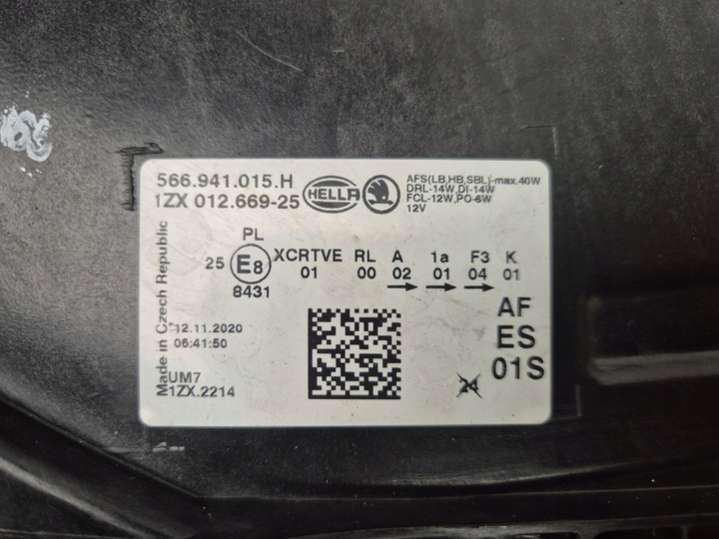 566.941.015.H
1ZX 012.669-25
HELLA
AFS(LB,HB,SBL)-max.40W
DRL-14W,DI-14W
FCL-12W,PO-6W
12V
PL
25 E8
8431
XCRTVE RL A 1a F3 K
01 00 02 01 04 01
Made in Czech Republic
12.11.2020
06:41:50
UM7
1ZX.2214
AF
ES
01S
24